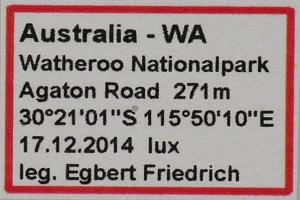 Australia - WA
Watheroo Nationalpark
Agaton Road  271m
30°21'01"S 115°50'10"E
17.12.2014  lux
leg. Egbert Friedrich